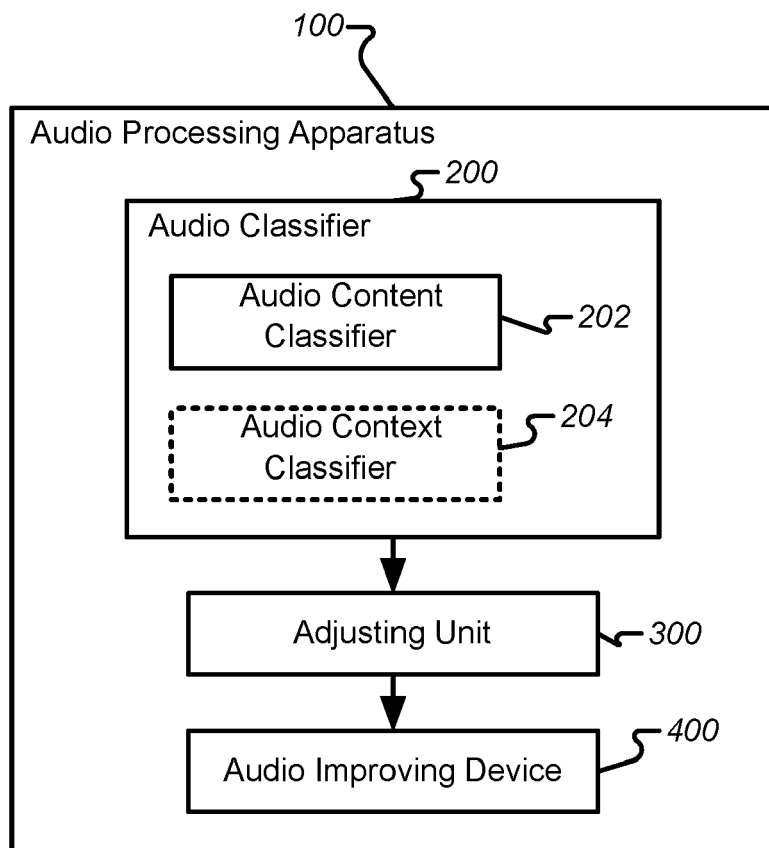 100
Audio Processing Apparatus
200
Audio Classifier
Audio Content
Classifier
202
Audio Context
Classifier
204
Adjusting Unit
300
Audio Improving Device
400